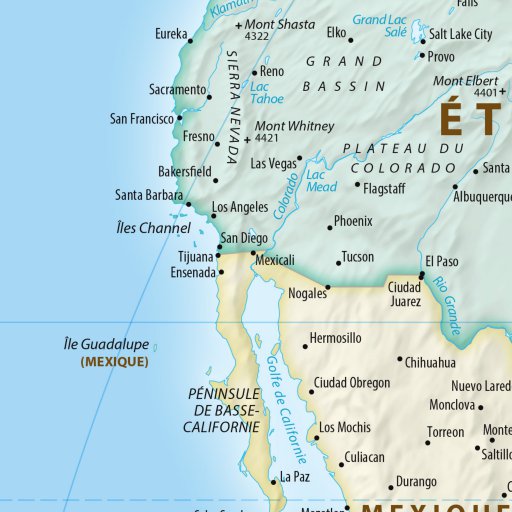 Klamath
Falls
Mont Shasta
4322
Eureka
Elko
Grand Lac
Salé
Salt Lake City
Provo
SIERRA NEVADA
Reno
Lac
Tahoe
GRAND
BASSIN
Mont Elbert
4401
Sacramento
San Francisco
Fresno
Mont Whitney
4421
ÉT
PLATEAU DU
COLORADO
Las Vegas
Bakersfield
Lac
Mead
Colorado
Flagstaff
Santa
Albuquerque
Santa Barbara
Los Angeles
Îles Channel
Phoenix
San Diego
Tijuana
Mexicali
Tucson
El Paso
Ensenada
Nogales
Ciudad
Juarez
Rio Grande
Île Guadalupe
(MEXIQUE)
Hermosillo
Chihuahua
Golfe de Californie
PÉNINSULE
DE BASSE-
CALIFORNIE
Ciudad Obregon
Nuevo Lared
Monclova
Los Mochis
Torreon
Monte
Saltillo
Culiacan
La Paz
Durango
MEXIQUE